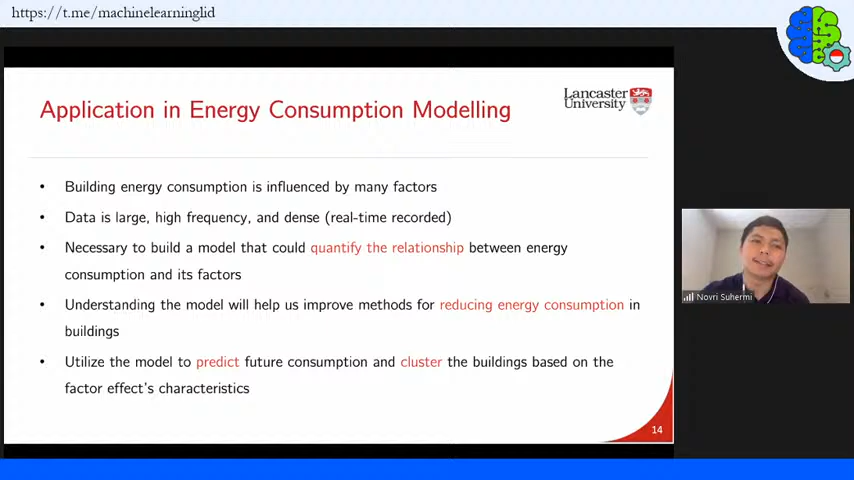 https://t.me/machinelearninglid
Application in Energy Consumption Modelling
Lancaster
University
• Building energy consumption is influenced by many factors
• Data is large, high frequency, and dense (real-time recorded)
• Necessary to build a model that could quantify the relationship between energy
consumption and its factors
• Understanding the model will help us improve methods for reducing energy consumption in
buildings
• Utilize the model to predict future consumption and cluster the buildings based on the
factor effect's characteristics
Novri Suhermi
14